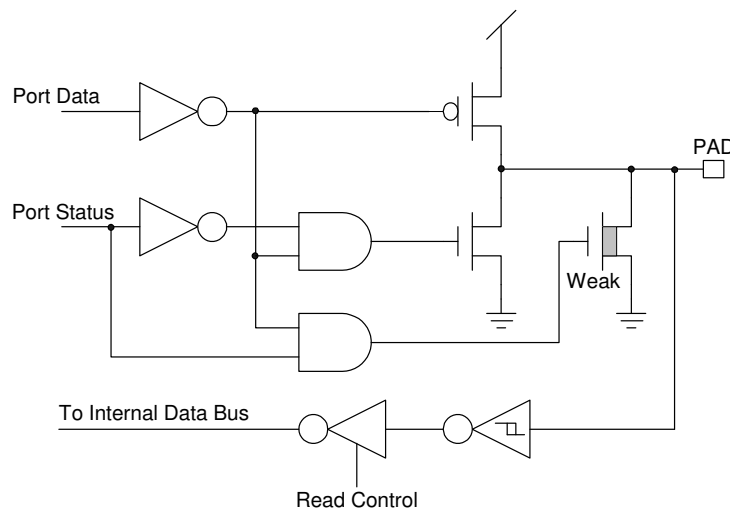 Port Data
PAD
Port Status
Weak
To Internal Data Bus
Read Control